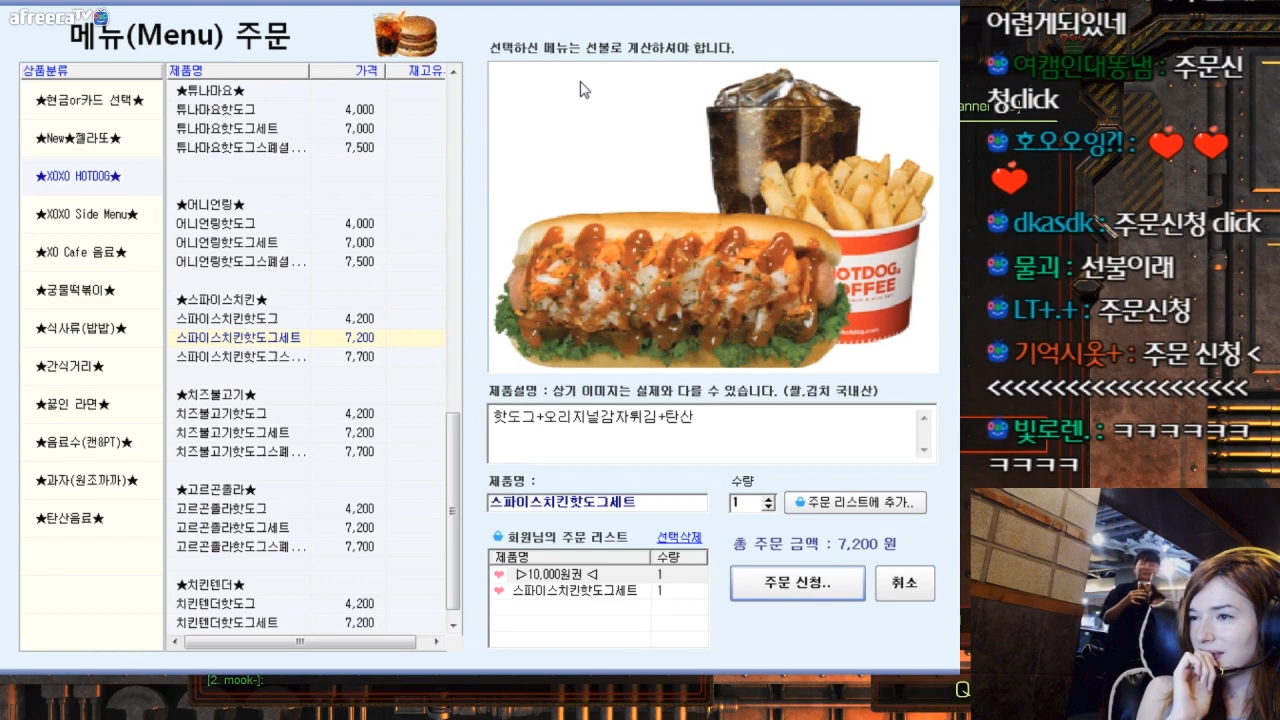 afreecaTV
메뉴(Menu) 주문
상품분류
★현금or카드 선택★
★New★젤라또★
★XOXO HOTDOG★
★XOXO Side Menu★
★XO Cafe 음료★
★궁물떡볶이★
★식사류(밥밥)★
★간식거리★
★끓인 라면★
★음료수(캔&PT)★
★과자(원조까까)★
★탄산음료★
제품명 가격 재고유
★튜나마요★
튜나마요핫도그 4,000
튜나마요핫도그세트 7,000
튜나마요핫도그스페셜... 7,500
★어니언링★
어니언링핫도그 4,000
어니언링핫도그세트 7,000
어니언링핫도그스페셜... 7,500
★스파이스치킨★
스파이스치킨핫도그 4,200
스파이스치킨핫도그세트 7,200
스파이스치킨핫도그스... 7,700
★치즈불고기★
치즈불고기핫도그 4,200
치즈불고기핫도그세트 7,200
치즈불고기핫도그스페... 7,700
★고르곤졸라★
고르곤졸라핫도그 4,200
고르곤졸라핫도그세트 7,200
고르곤졸라핫도그스페... 7,700
★치킨텐더★
치킨텐더핫도그 4,200
치킨텐더핫도그세트 7,200
선택하신 메뉴는 선불로 계산하셔야 합니다.
제품설명 : 상기 이미지는 실제와 다를 수 있습니다. (쌀,김치 국내산)
핫도그+오리지널감자튀김+탄산
제품명 :
스파이스치킨핫도그세트
수량
1
주문 리스트에 추가..
회원님의 주문 리스트 선택삭제
제품명 수량
▷10,000원권 ◁ 1
스파이스치킨핫도그세트 1
총 주문 금액 : 7,200 원
주문 신청..
취소
[2. mook-]:
어렵게되있네
여캠인대똥냄 : 주문신
청click
호오오잉?! :
dkasdk : 주문신청 click
물괴 : 선불이래
LT+.+ : 주문신청
기억시옷+ : 주문 신청 <
<<<<<<<<<<<<<<<<<<<<
빛로렌. : ㅋㅋㅋㅋㅋㅋ
ㅋㅋㅋㅋ